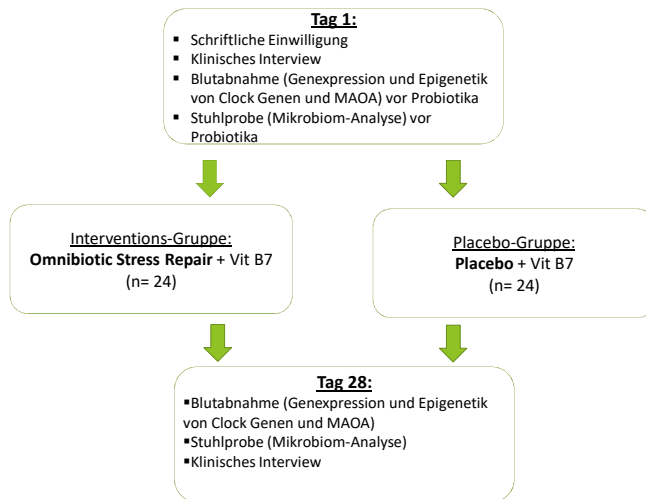 Tag 1:
▪ Schriftliche Einwilligung
▪ Klinisches Interview
▪ Blutabnahme (Genexpression und Epigenetik
von Clock Genen und MAOA) vor Probiotika
▪ Stuhlprobe (Mikrobiom-Analyse) vor
Probiotika
Interventions-Gruppe:
Omnibiotic Stress Repair + Vit B7
(n= 24)
Placebo-Gruppe:
Placebo + Vit B7
(n= 24)
Tag 28:
▪Blutabnahme (Genexpression und Epigenetik
von Clock Genen und MAOA)
▪Stuhlprobe (Mikrobiom-Analyse)
▪Klinisches Interview